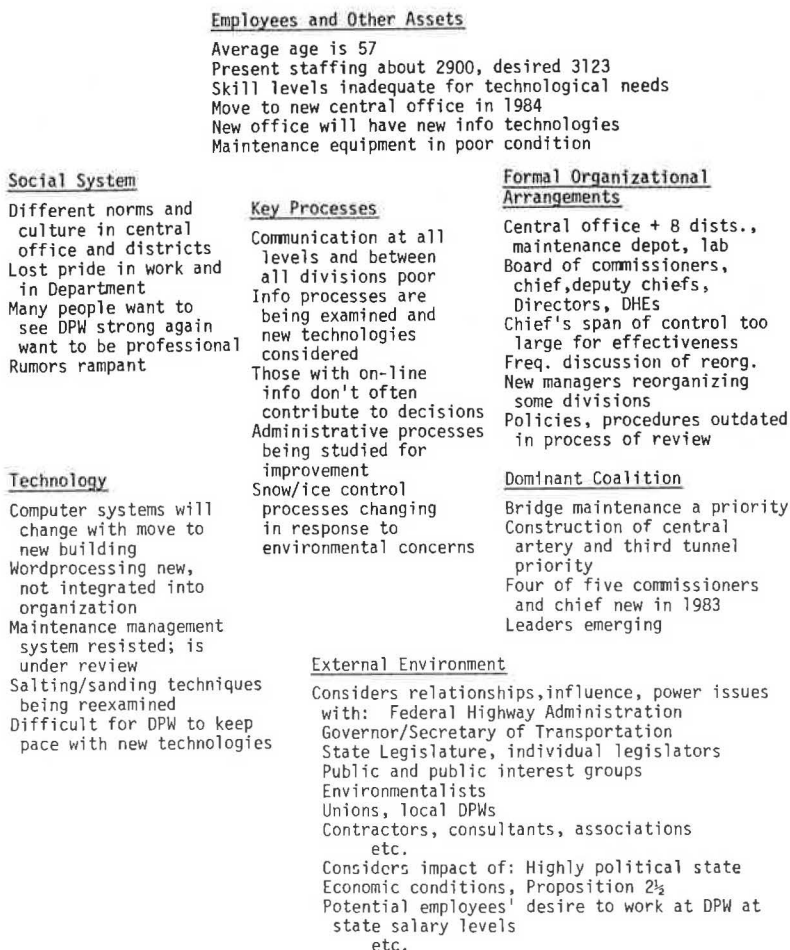 Employees and Other Assets
Average age is 57
Present staffing about 2900, desired 3123
Skill levels inadequate for technological needs
Move to new central office in 1984
New office will have new info technologies
Maintenance equipment in poor condition
Social System
Different norms and
culture in central
office and districts
Lost pride in work and
in Department
Many people want to
see DPW strong again
want to be professional
Rumors rampant
Key Processes
Communication at all
levels and between
all divisions poor
Info processes are
being examined and
new technologies
considered
Those with on-line
info don't often
contribute to decisions
Administrative processes
being studied for
improvement
Snow/ice control
processes changing
in response to
environmental concerns
Formal Organizational
Arrangements
Central office + 8 dists.,
maintenance depot, lab
Board of commissioners,
chief,deputy chiefs,
Directors, DHEs
Chief's span of control too
large for effectiveness
Freq. discussion of reorg.
New managers reorganizing
some divisions
Policies, procedures outdated
in process of review
Technology
Computer systems will
change with move to
new building
Wordprocessing new,
not integrated into
organization
Maintenance management
system resisted; is
under review
Salting/sanding techniques
being reexamined
Difficult for DPW to keep
pace with new technologies
Dominant Coalition
Bridge maintenance a priority
Construction of central
artery and third tunnel
priority
Four of five commissioners
and chief new in 1983
Leaders emerging
External Environment
Considers relationships,influence, power issues
with: Federal Highway Administration
Governor/Secretary of Transportation
State Legislature, individual legislators
Public and public interest groups
Environmentalists
Unions, local DPWs
Contractors, consultants, associations
etc.
Considers impact of: Highly political state
Economic conditions, Proposition 2½
Potential employees' desire to work at DPW at
state salary levels
etc.